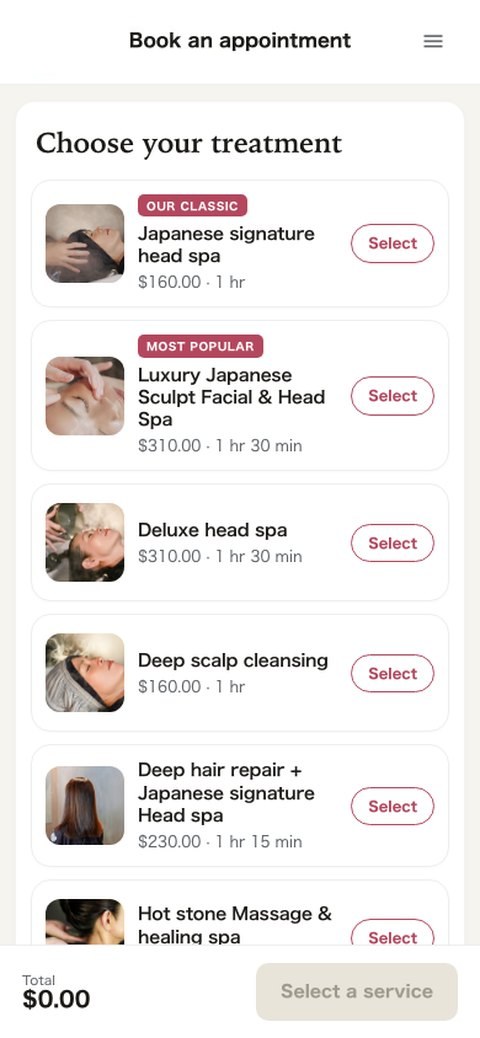 Book an appointment
Choose your treatment
OUR CLASSIC
Japanese signature
head spa
$160.00 · 1 hr
Select
MOST POPULAR
Luxury Japanese
Sculpt Facial & Head
Spa
$310.00 · 1 hr 30 min
Select
Deluxe head spa
$310.00 · 1 hr 30 min
Select
Deep scalp cleansing
$160.00 · 1 hr
Select
Deep hair repair +
Japanese signature
Head spa
$230.00 · 1 hr 15 min
Select
Hot stone Massage &
healing spa
Select
Total
$0.00
Select a service